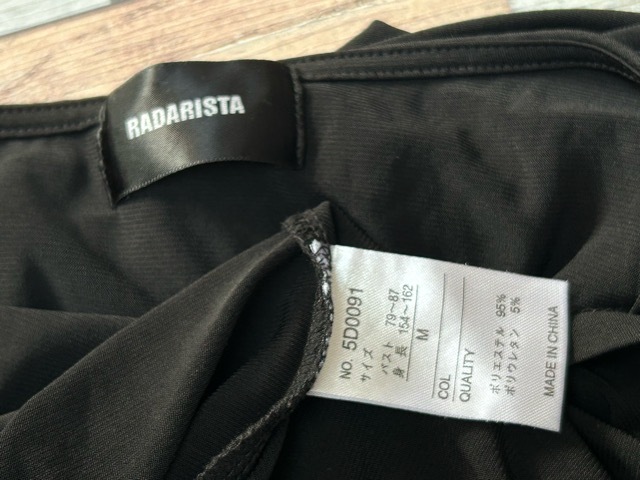 RADARISTA
NO. 5D0091
サイズ
バスト 79~87
身長 154~162
M
COL
QUALITY
ポリエステル 95%
ポリウレタン 5%
MADE IN CHINA